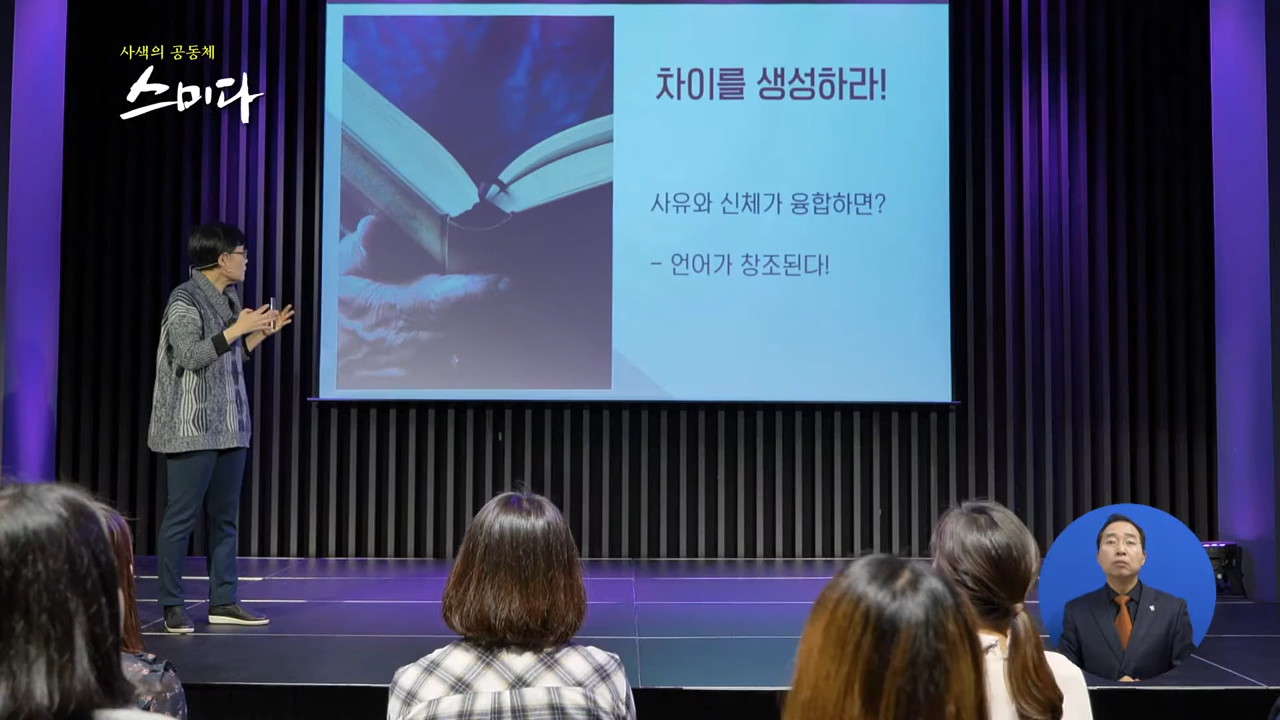 사색의 공동체
스미다
차이를 생성하라!
사유와 신체가 융합하면?
- 언어가 창조된다!